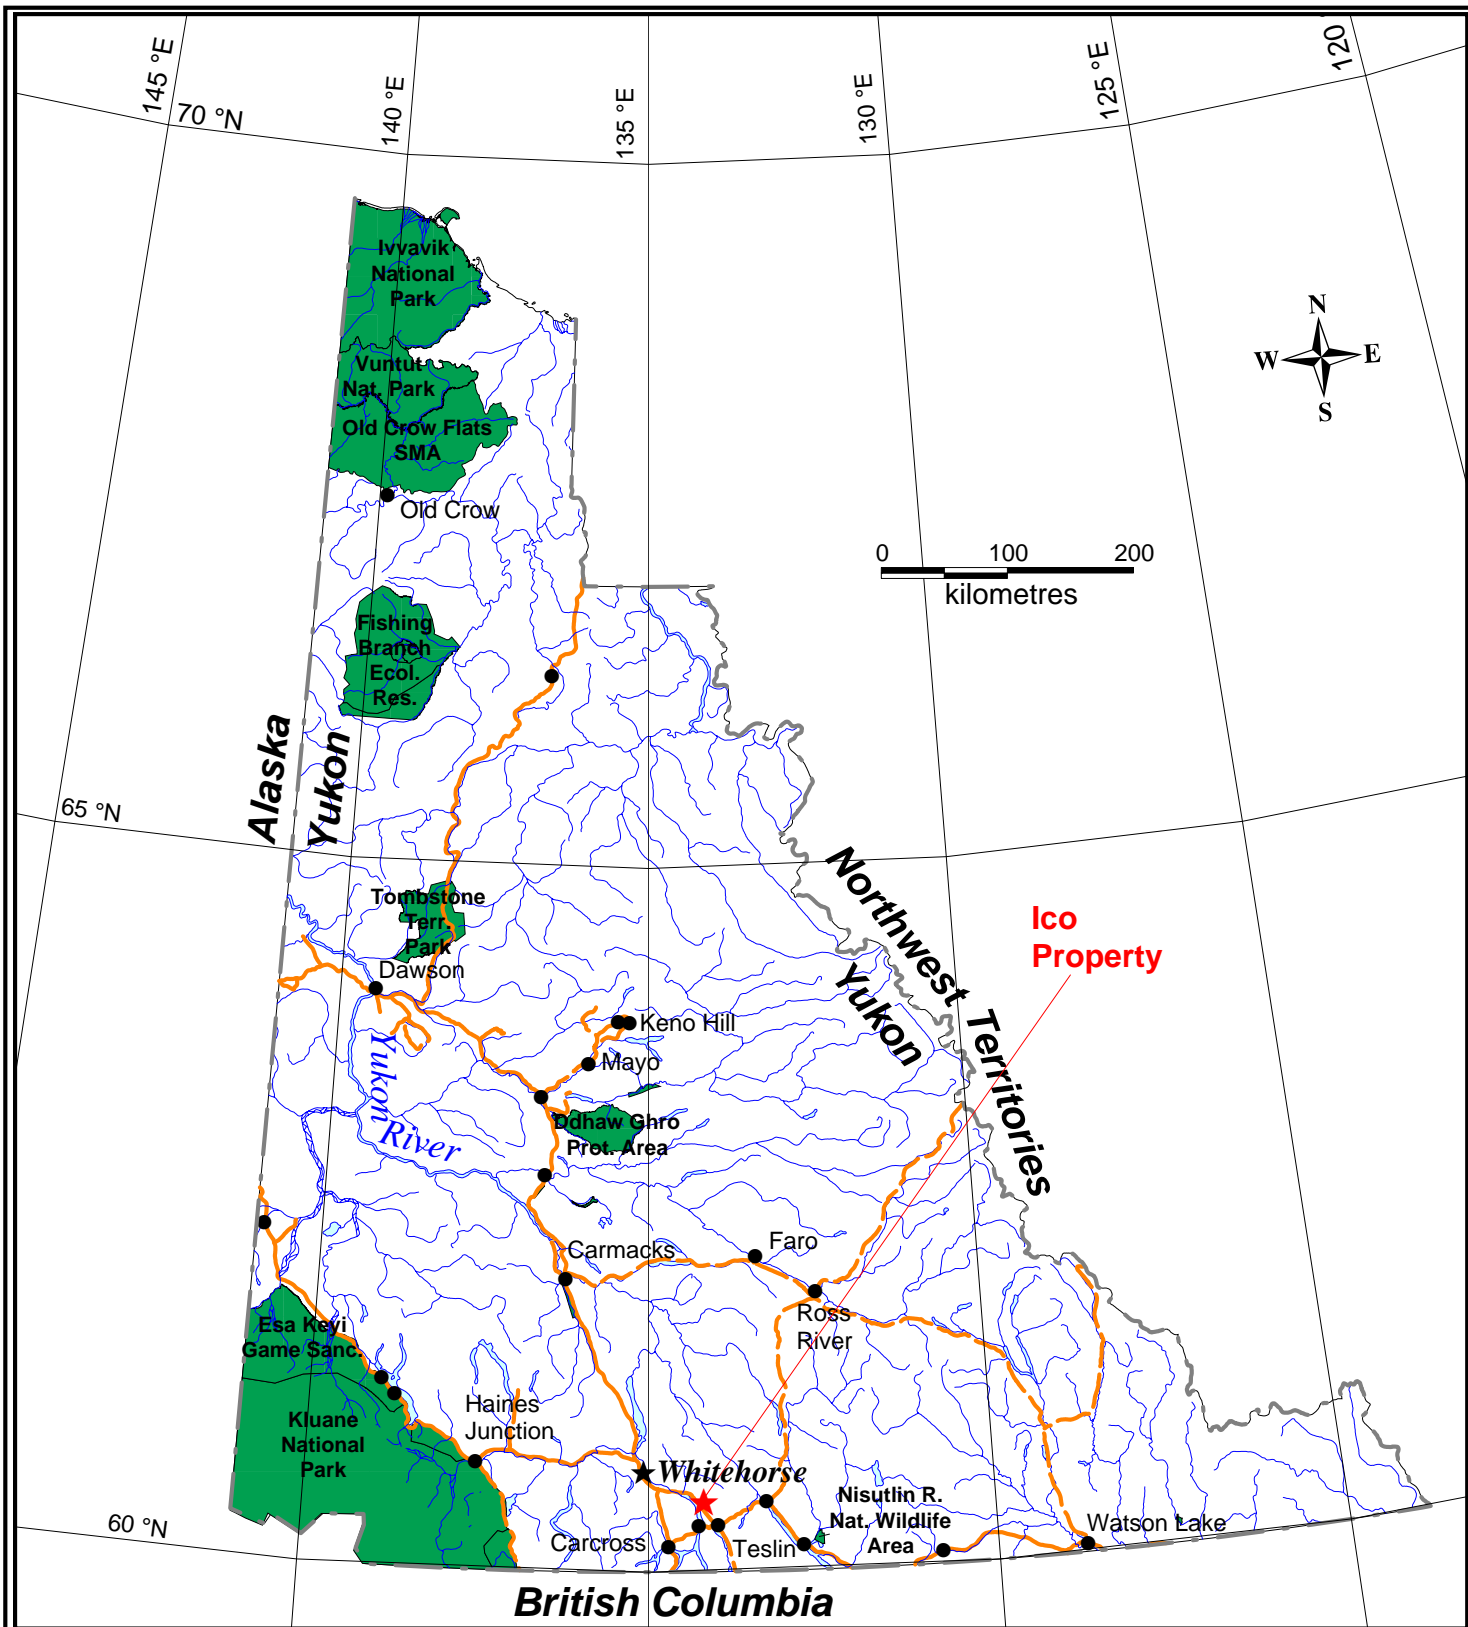 145 °E
140 °E
135 °E
130 °E
125 °E
120
70 °N
Ivvavik
National
Park
Vuntut
Nat. Park
Old Crow Flats
SMA
Old Crow
N
W
E
S
0 100 200
kilometres
Fishing
Branch
Ecol.
Res.
Alaska
Yukon
65 °N
Northwest Territories
Yukon
Ico
Property
Tombstone
Terr.
Park
Dawson
Keno Hill
Mayo
Yukon
River
Ddhaw Ghro
Prot. Area
Carmacks
Faro
Ross
River
Esa Keyi
Game Sanc.
Kluane
National
Park
Haines
Junction
Whitehorse
Nisutlin R.
Nat. Wildlife
Area
Carcross
Teslin
Watson Lake
60 °N
British Columbia